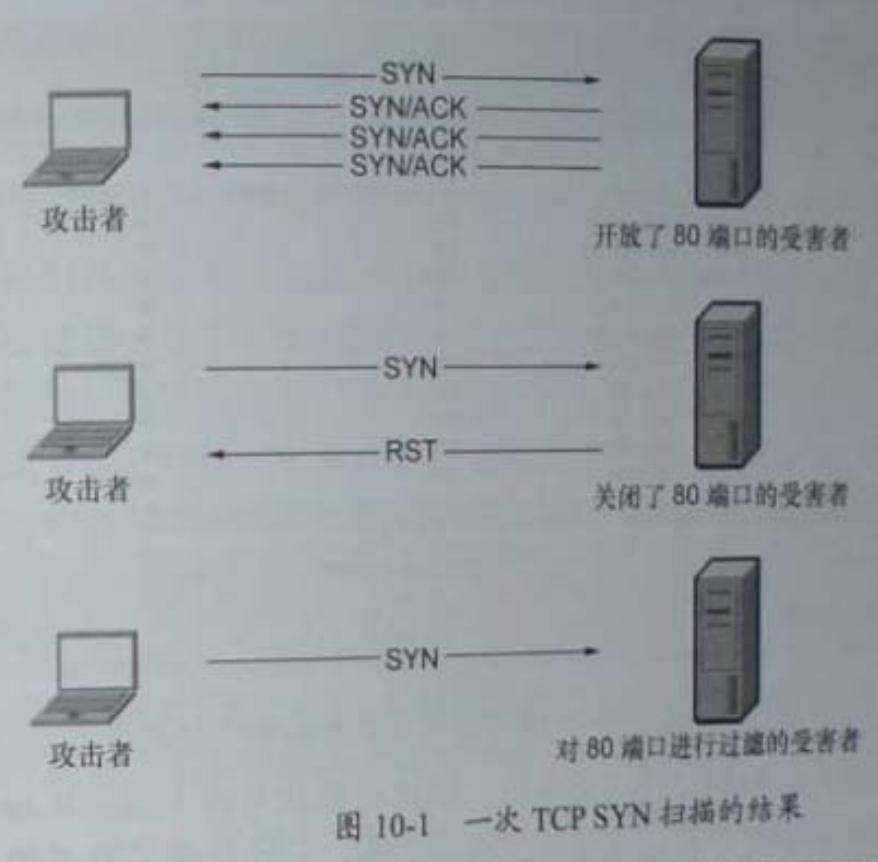 SYN
SYN/ACK
SYN/ACK
SYN/ACK
攻击者
开放了 80 端口的受害者
SYN
RST
攻击者
关闭了 80 端口的受害者
SYN
攻击者
对 80 端口进行过滤的受害者
图 10-1 一次 TCP SYN 扫描的结果